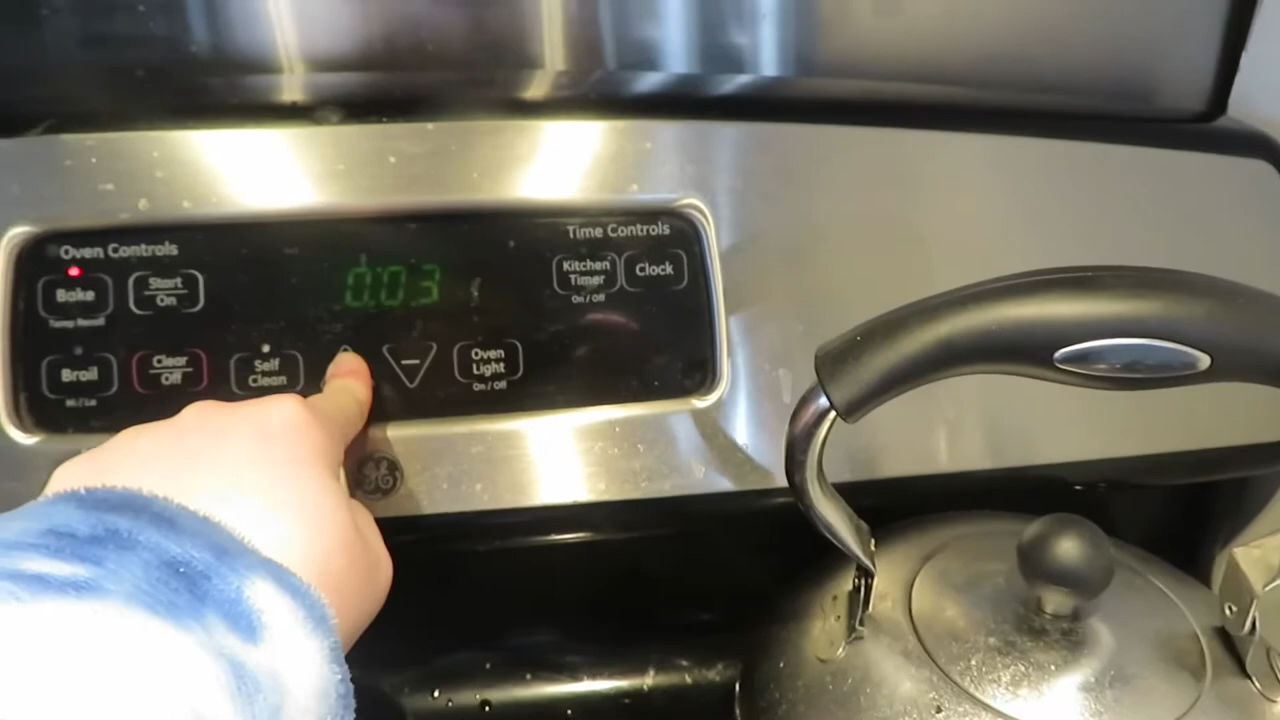 Oven Controls
Bake
Temp Recall
Start
On
0:03
Time Controls
Kitchen
Timer
On / Off
Clock
Broil
Hi / Lo
Clear
Off
Self
Clean
Oven
Light
On / Off
GE